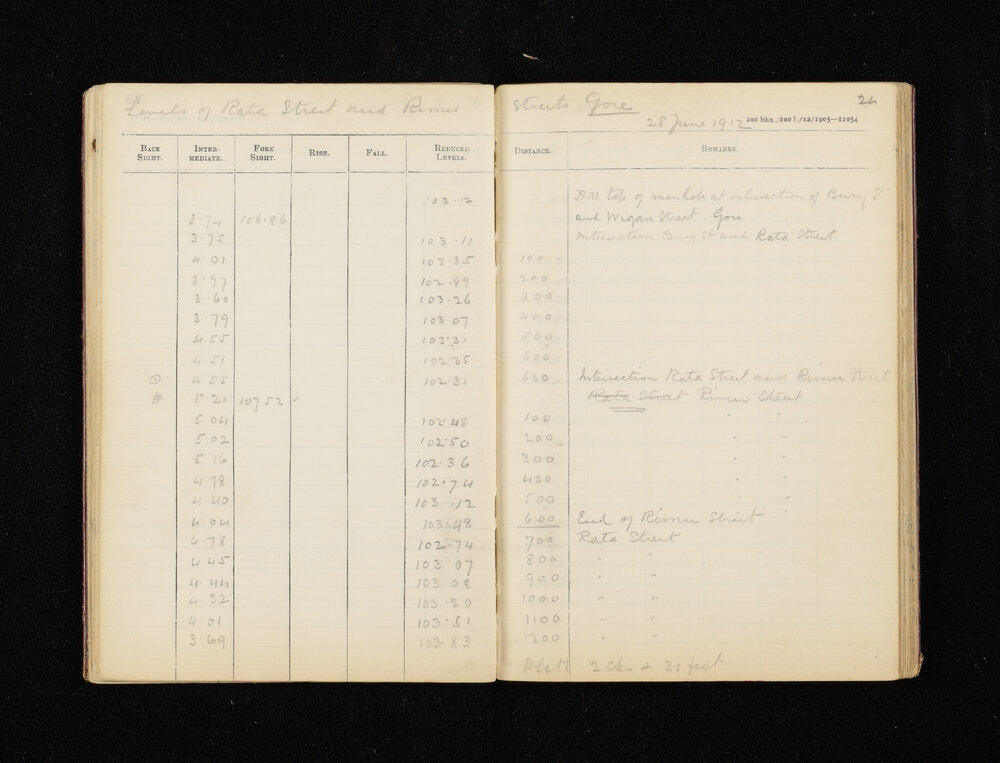 Levels of Rata Street and Rimu Streets Gore 24
28 June 1912 200 bks./100 l./12/1905—11054
BACK SIGHT. INTER-MEDIATE. FORE SIGHT. RISE. FALL. REDUCED LEVELS. DISTANCE. REMARKS.
103.12 BM top of manhole at intersection of Bury St
3.74 106.86 and Wigan Street. Gore
3.75 103.11 Intersection Bury St and Rata Street
4.01 102.85 100
3.97 102.89 200
3.60 103.26 300
3.79 103.07 400
4.55 102.31 500
4.51 102.35 600
⊙ 4.55 102.31 630 Intersection Rata Street and Rimu Street
# 5.21 107.52 ✓ Rata Street Rimu Street
5.04 102.48 100 " "
5.02 102.50 200 " "
5.16 102.36 300 " "
4.78 102.74 400 " "
4.40 103.12 500 " "
4.04 103.48 600 End of Rimu Street
4.78 102.74 700 Rata Street
4.45 103.07 800 " "
4.44 103.08 900 " "
4.32 103.20 1000 " "
4.01 103.51 1100 " "
3.69 103.83 1200 " "
2 chs & 31 feet